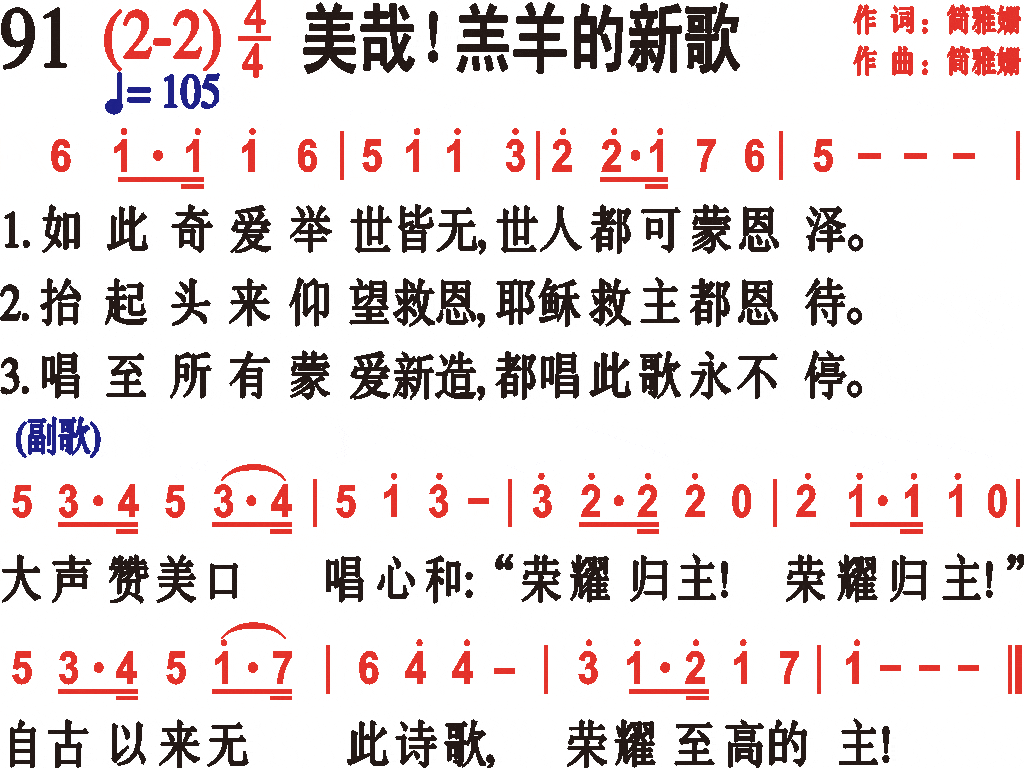 91 (2-2) 4/4 美哉！羔羊的新歌 作 词：简雅姗
♩= 105 作 曲：简雅姗
6 1̇ · 1̇ 1̇ 6 | 5 1̇ 1̇ 3̇ | 2̇ 2̇ · 1̇ 7 6 | 5 – – – |
1. 如 此 奇 爱 举 世皆无, 世人都可蒙恩 泽。
2. 抬 起 头 来 仰 望救恩, 耶稣救主都恩 待。
3. 唱 至 所 有 蒙 爱新造, 都唱此歌永不 停。
(副歌)
5 3 · 4 5 3 · 4 | 5 1̇ 3̇ – | 3̇ 2̇ · 2̇ 2̇ 0 | 2̇ 1̇ · 1̇ 1̇ 0 |
大 声 赞 美 口 唱 心 和: “荣 耀 归 主! 荣 耀 归 主!”
5 3 · 4 5 1̇ · 7 | 6 4̇ 4̇ – | 3̇ 1̇ · 2̇ 1̇ 7 | 1̇ – – – ‖
自 古 以 来 无 此 诗 歌, 荣 耀 至 高 的 主!